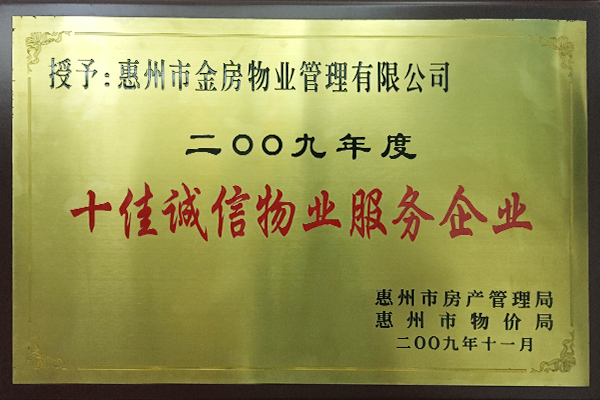 授予:惠州市金房物业管理有限公司
二〇〇九年度
十佳诚信物业服务企业
惠州市房产管理局
惠州市物价局
二〇〇九年十一月